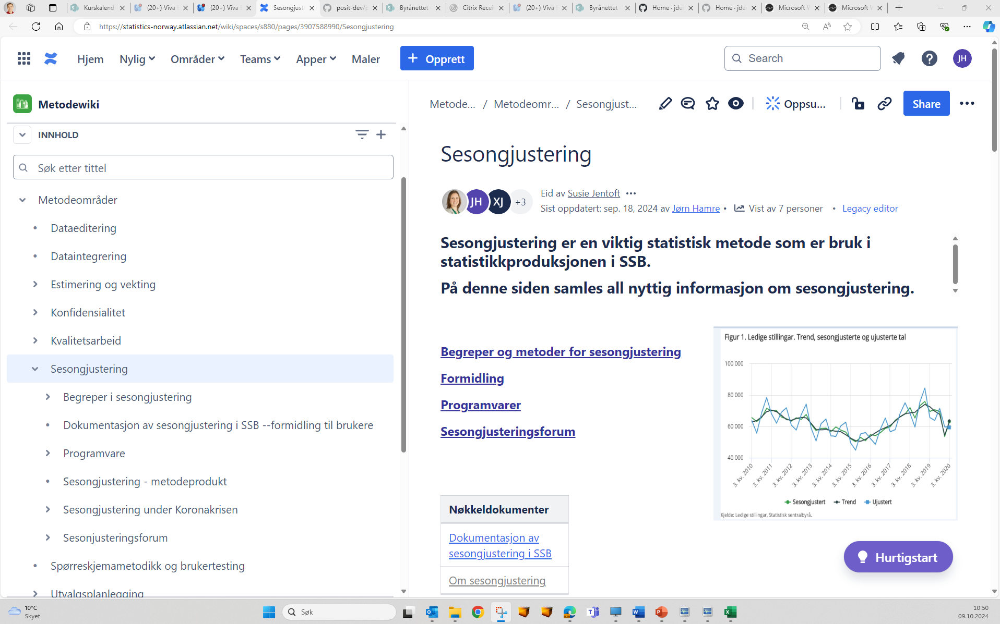 Kurskalend
(20+) Viva
(20+) Viva
Sesongjust
posit-dev/p
Byrånettet
Citrix Rece
(20+) Viva
Byrånettet
Home · jde
Home · jde
Microsoft V
Microsoft V
https://statistics-norway.atlassian.net/wiki/spaces/s880/pages/3907588990/Sesongjustering
Hjem Nylig Områder Teams Apper Maler + Opprett Search JH
Metodewiki
Metode... / Metodeomr... / Sesongjust... Oppsu... Share
INNHOLD
Søk etter tittel
Metodeområder
Dataeditering
Dataintegrering
Estimering og vekting
Konfidensialitet
Kvalitetsarbeid
Sesongjustering
Begreper i sesongjustering
Dokumentasjon av sesongjustering i SSB --formidling til brukere
Programvare
Sesongjustering - metodeprodukt
Sesongjustering under Koronakrisen
Sesonjusteringsforum
Spørreskjemametodikk og brukertesting
Utvalgsplanlegging
Sesongjustering
JH XJ +3
Eid av Susie Jentoft •••
Sist oppdatert: sep. 18, 2024 av Jørn Hamre • Vist av 7 personer • Legacy editor
Sesongjustering er en viktig statistisk metode som er bruk i
statistikkproduksjonen i SSB.
På denne siden samles all nyttig informasjon om sesongjustering.
Begreper og metoder for sesongjustering
Formidling
Programvarer
Sesongjusteringsforum
Figur 1. Ledige stillingar. Trend, sesongjusterte og ujusterte tal
100 000
80 000
60 000
40 000
3. kv. 2010
3. kv. 2011
3. kv. 2012
3. kv. 2013
3. kv. 2014
3. kv. 2015
3. kv. 2016
3. kv. 2017
3. kv. 2018
3. kv. 2019
3. kv. 2020
Sesongjustert Trend Ujustert
Kjelde: Ledige stillingar, Statistisk sentralbyrå.
Nøkkeldokumenter
Dokumentasjon av
sesongjustering i SSB
Om sesongjustering
Hurtigstart
10°C
Skyet
Søk
10:50
09.10.2024